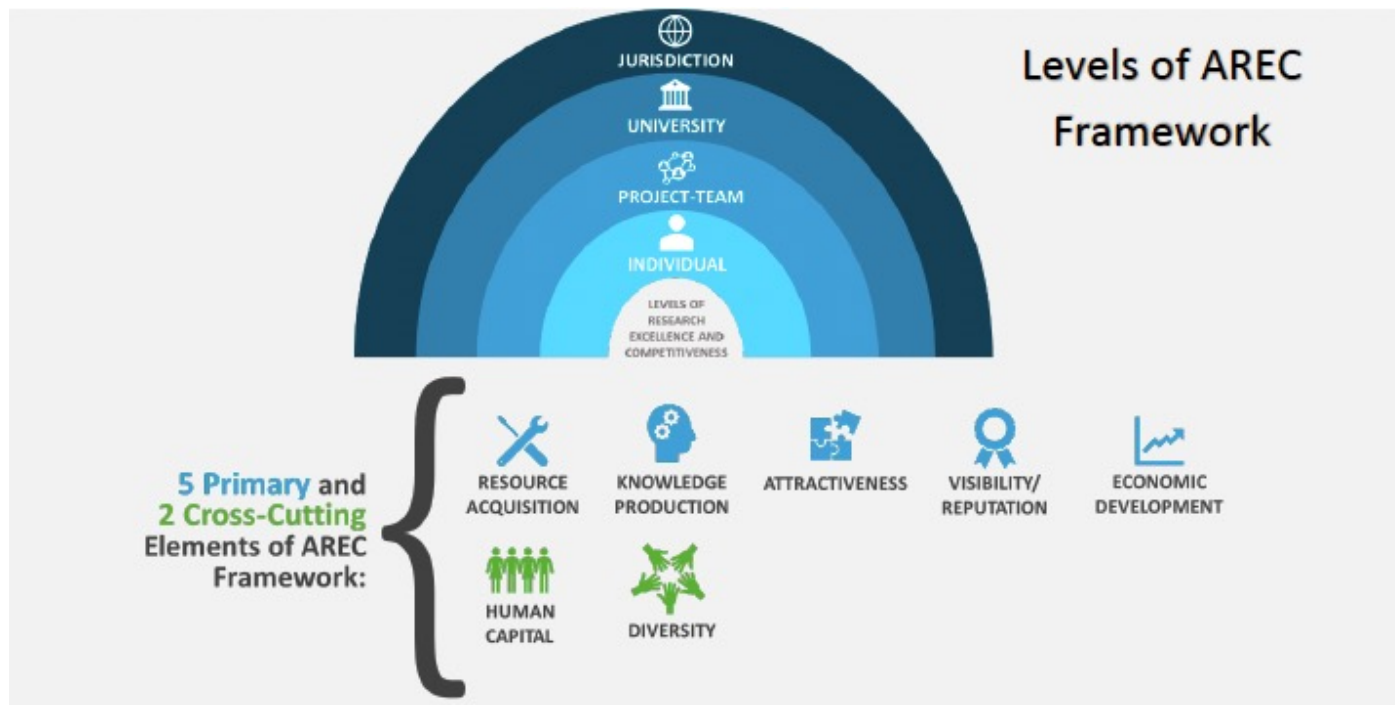 Levels of AREC
Framework
JURISDICTION
UNIVERSITY
PROJECT-TEAM
INDIVIDUAL
LEVELS OF
RESEARCH
EXCELLENCE AND
COMPETITIVENESS
5 Primary and
2 Cross-Cutting
Elements of AREC
Framework:
RESOURCE
ACQUISITION
KNOWLEDGE
PRODUCTION
ATTRACTIVENESS
VISIBILITY/
REPUTATION
ECONOMIC
DEVELOPMENT
HUMAN
CAPITAL
DIVERSITY